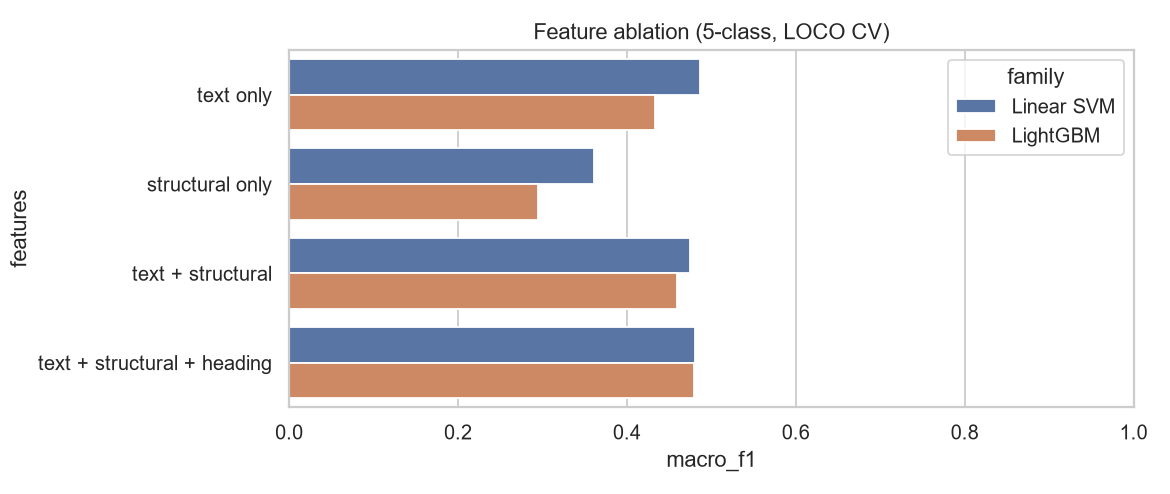 Feature ablation (5-class, LOCO CV)
family
Linear SVM
LightGBM
features
text only
structural only
text + structural
text + structural + heading
0.0 0.2 0.4 0.6 0.8 1.0
macro_f1